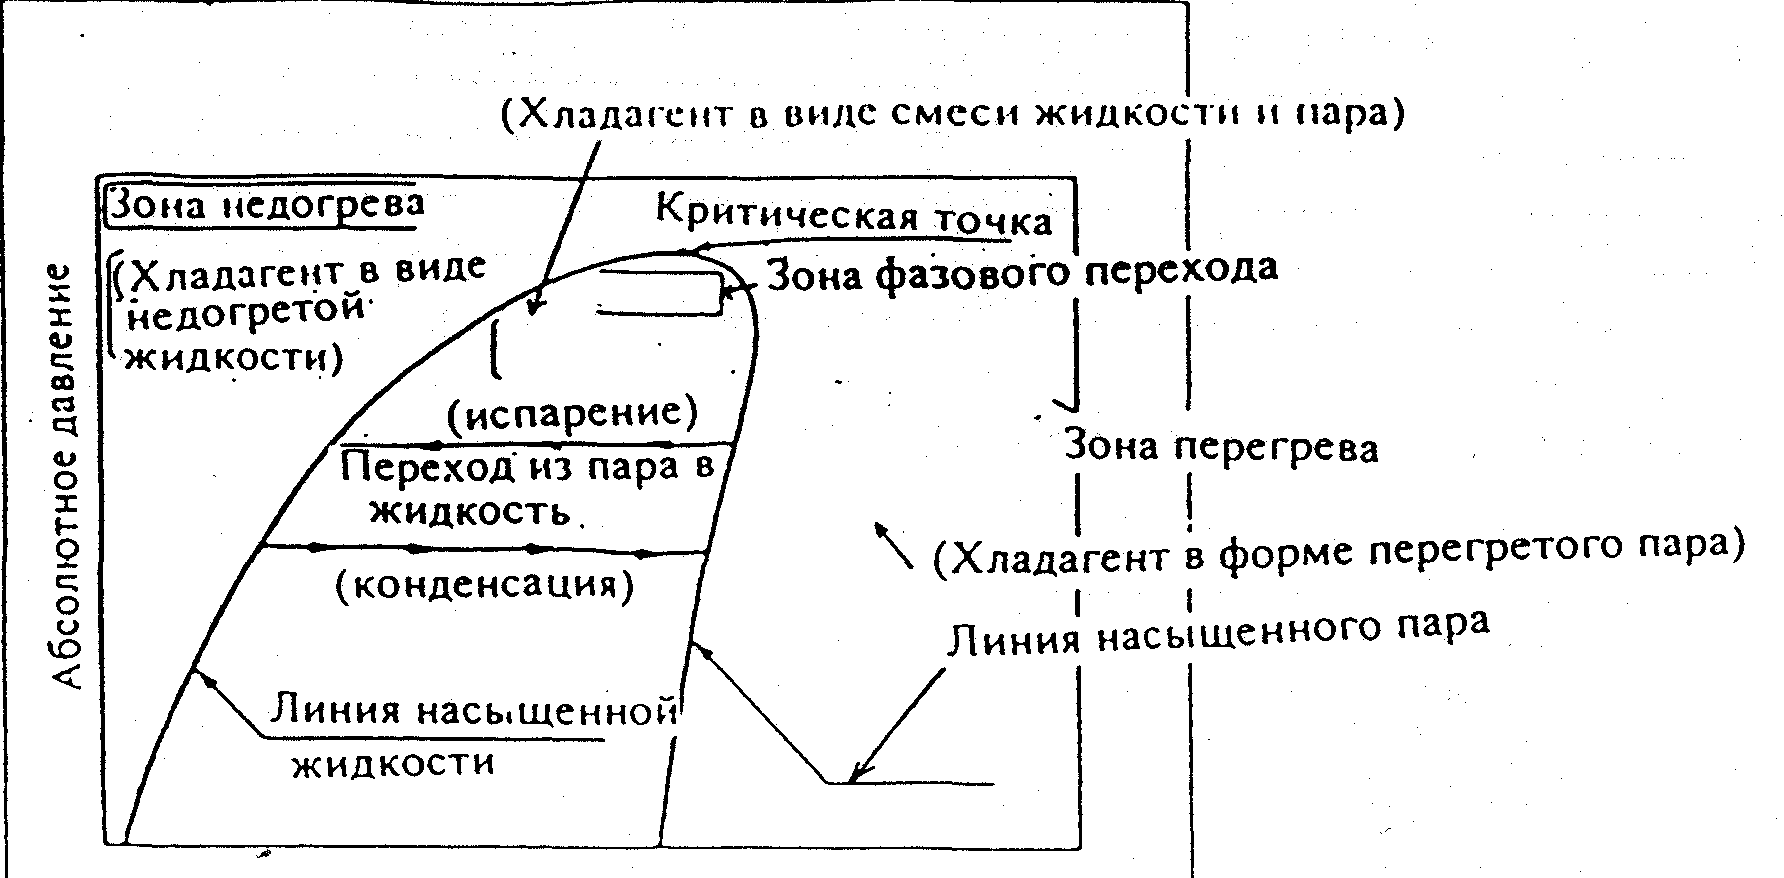 (Хладагент в виде смеси жидкости и пара)
Зона недогрева
Критическая точка
(Хладагент в виде
недогретой
жидкости)
Зона фазового перехода
Абсолютное давление
(испарение)
Переход из пара в
жидкость.
Зона перегрева
(конденсация)
(Хладагент в форме перегретого пара)
Линия насыщенного пара
Линия насыщенной
жидкости